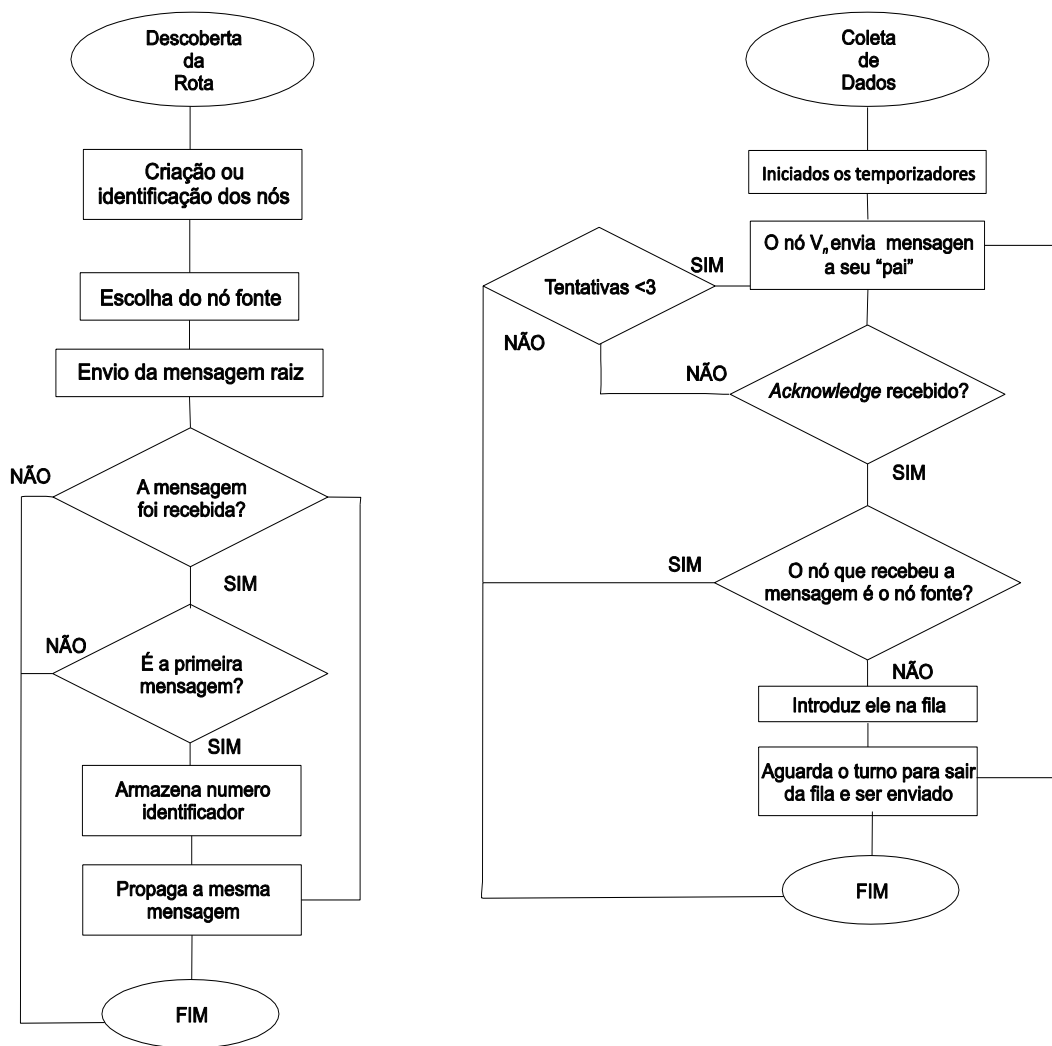 Descoberta
da
Rota
Criação ou
identificação dos nós
Escolha do nó fonte
Envio da mensagem raiz
NÃO
A mensagem
foi recebida?
SIM
NÃO
É a primeira
mensagem?
SIM
Armazena numero
identificador
Propaga a mesma
mensagem
FIM
Coleta
de
Dados
Iniciados os temporizadores
O nó Vn envia mensagen
a seu “pai”
SIM
Tentativas <3
NÃO
NÃO
Acknowledge recebido?
SIM
SIM
O nó que recebeu a
mensagem é o nó fonte?
NÃO
Introduz ele na fila
Aguarda o turno para sair
da fila e ser enviado
FIM